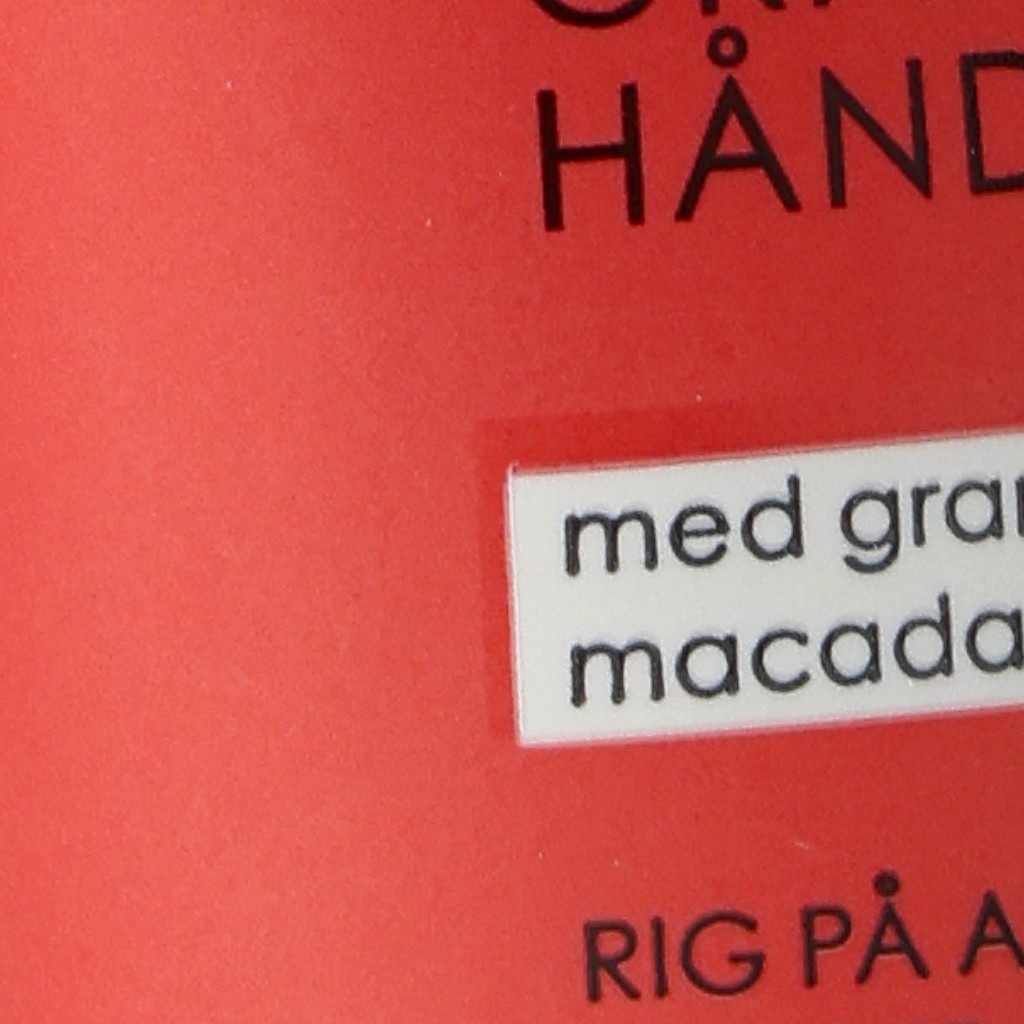 HÅND
med gran
macada
RIG PÅ A